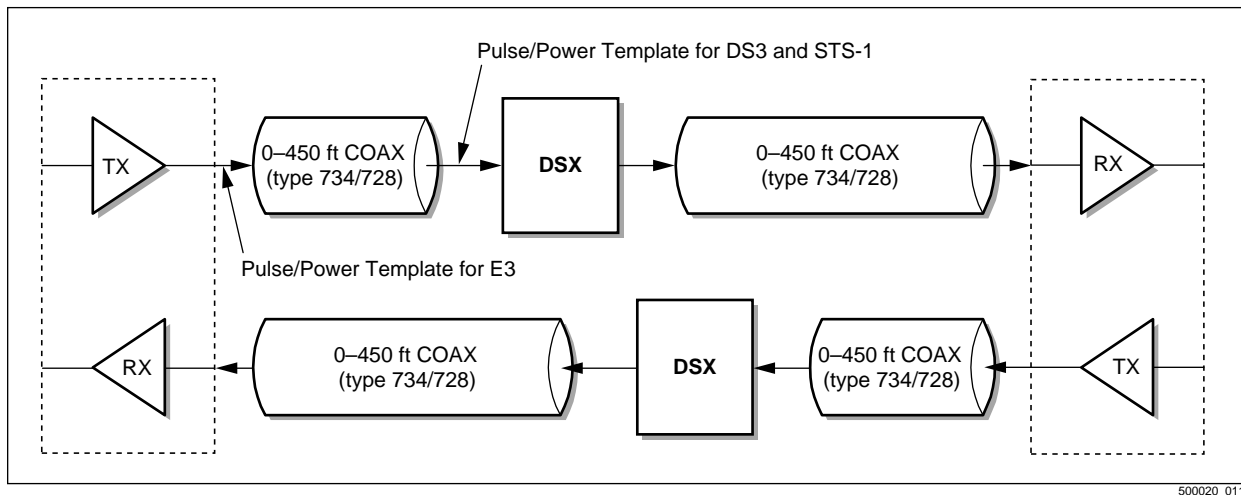 Pulse/Power Template for DS3 and STS-1
TX
0–450 ft COAX
(type 734/728)
DSX
0–450 ft COAX
(type 734/728)
RX
Pulse/Power Template for E3
RX
0–450 ft COAX
(type 734/728)
DSX
0–450 ft COAX
(type 734/728)
TX
500020_011